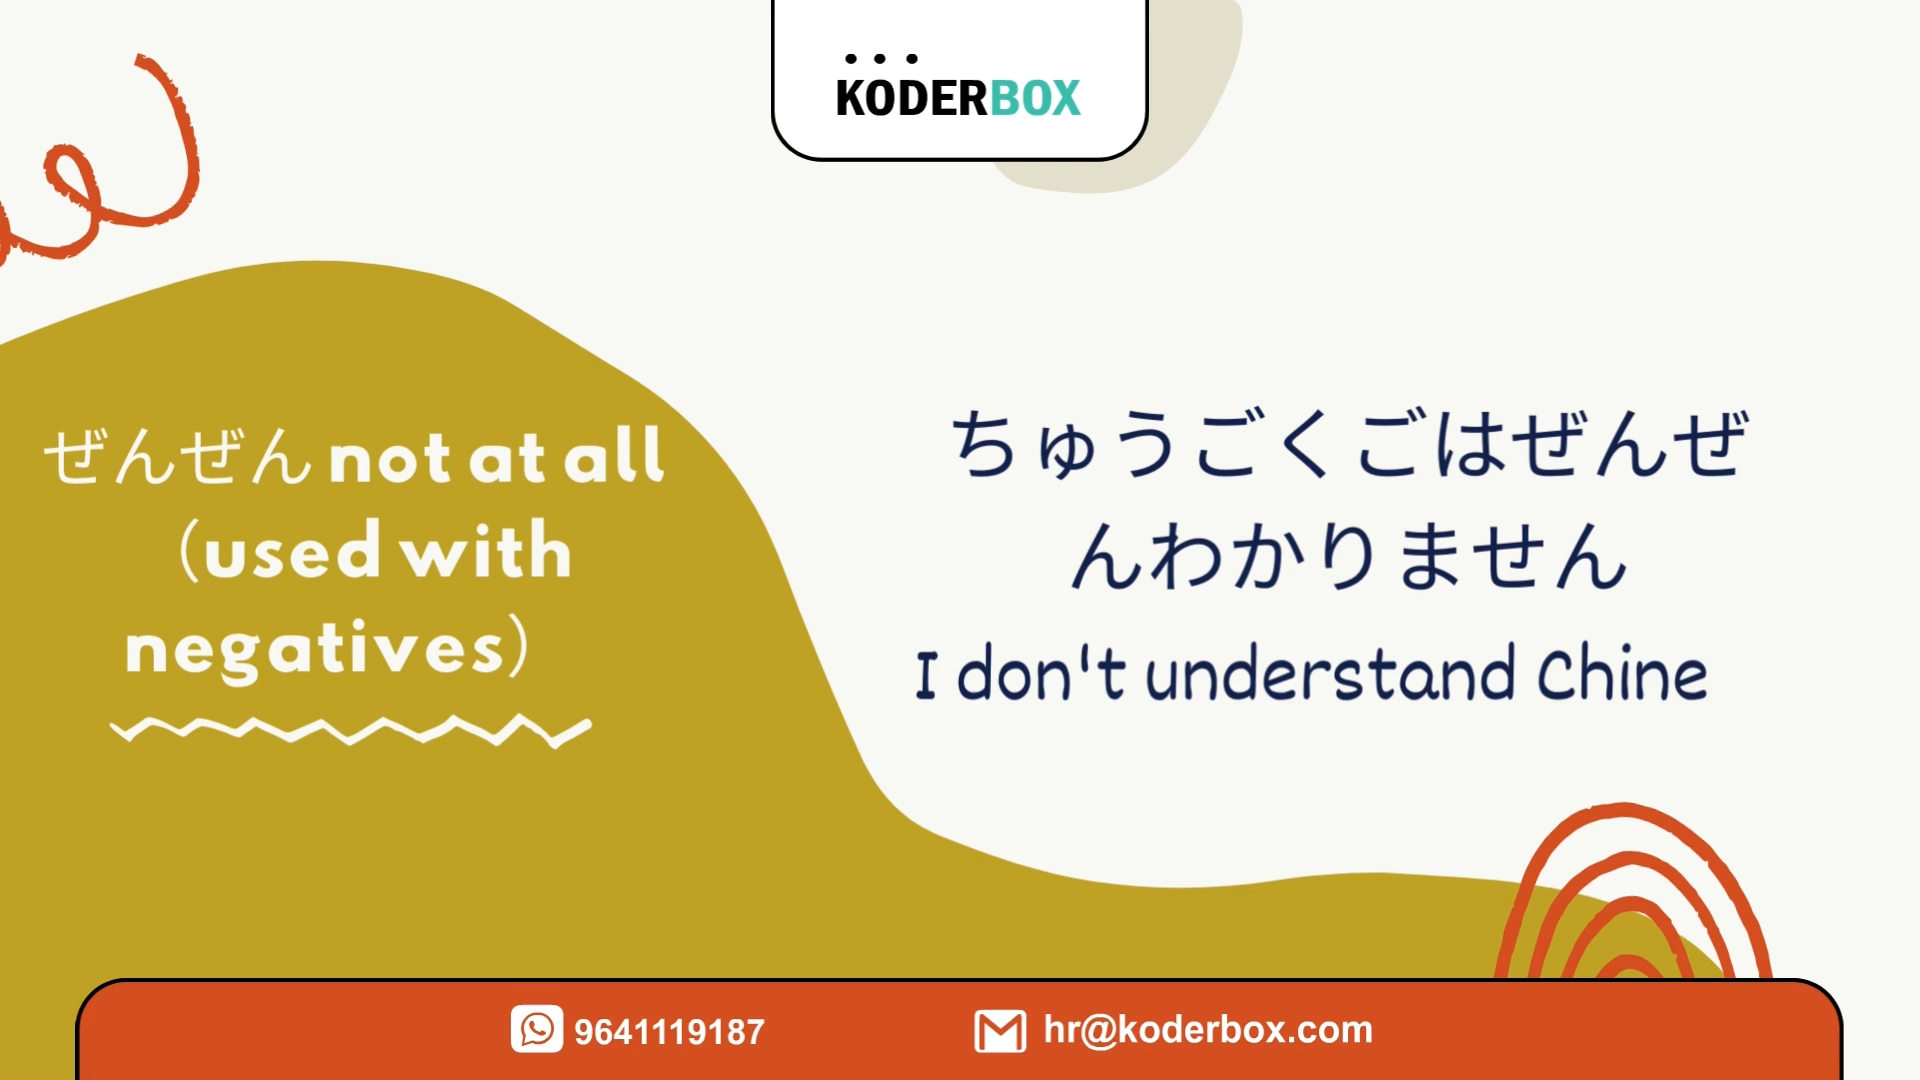 KODERBOX
ぜんぜん not at all
（used with
negatives）
ちゅうごくごはぜんぜ
んわかりません
I don't understand Chine
9641119187
hr@koderbox.com